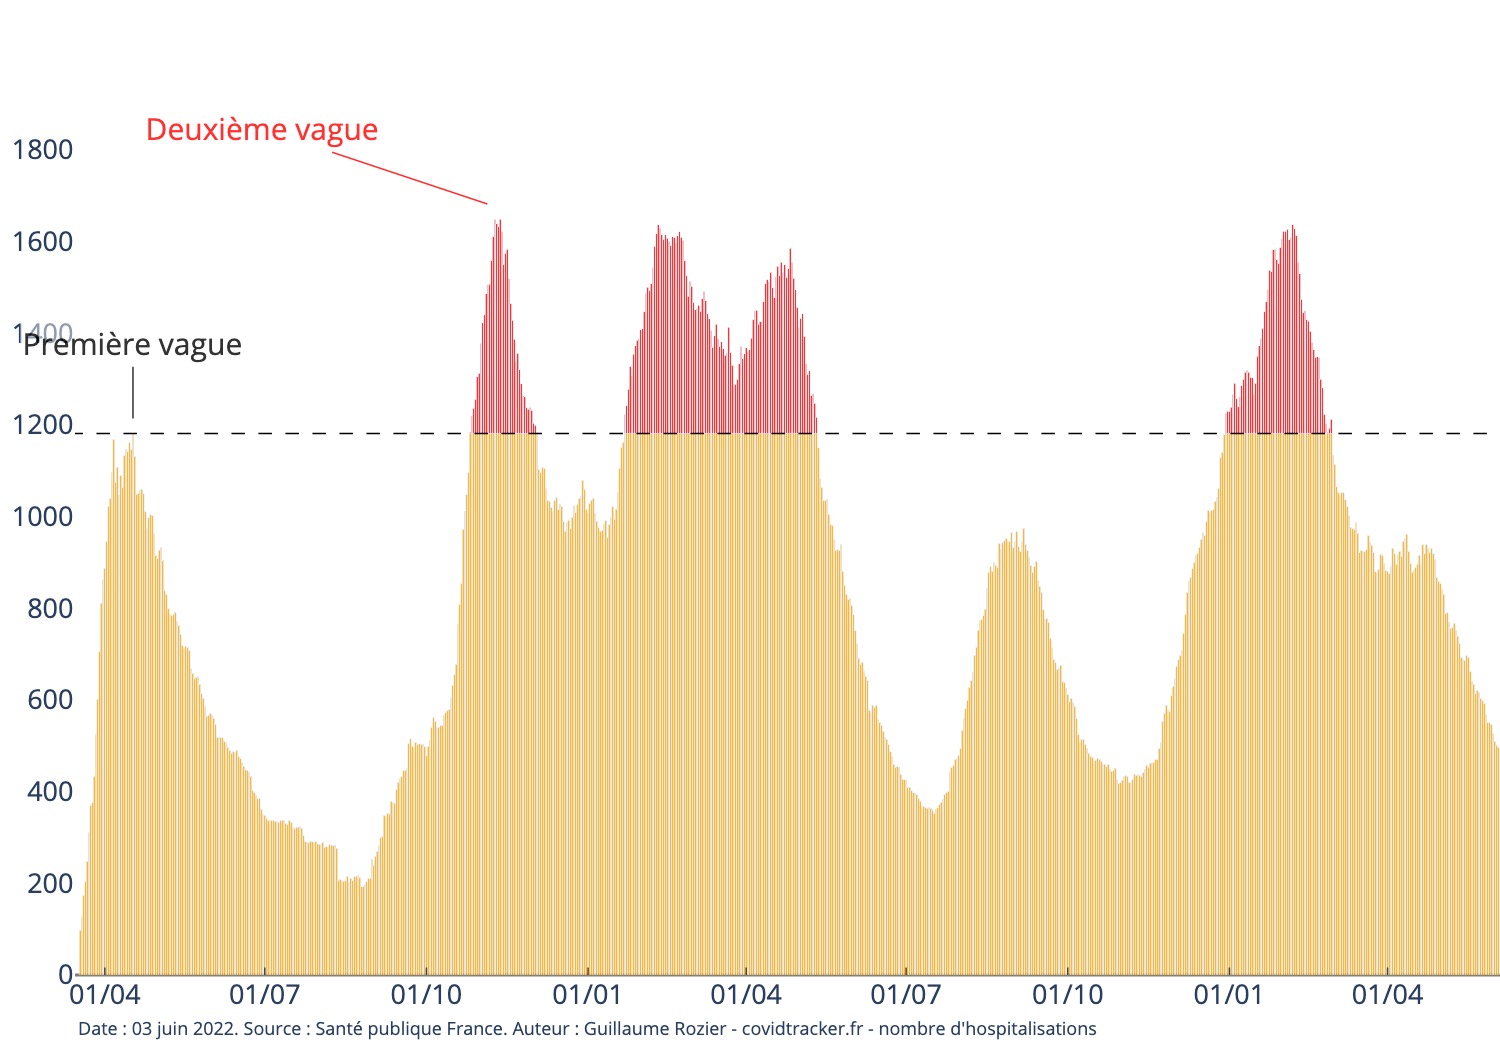 Deuxième vague
1800
1600
1400
Première vague
1200
1000
800
600
400
200
0
01/04 01/07 01/10 01/01 01/04 01/07 01/10 01/01 01/04
Date : 03 juin 2022. Source : Santé publique France. Auteur : Guillaume Rozier - covidtracker.fr - nombre d'hospitalisations